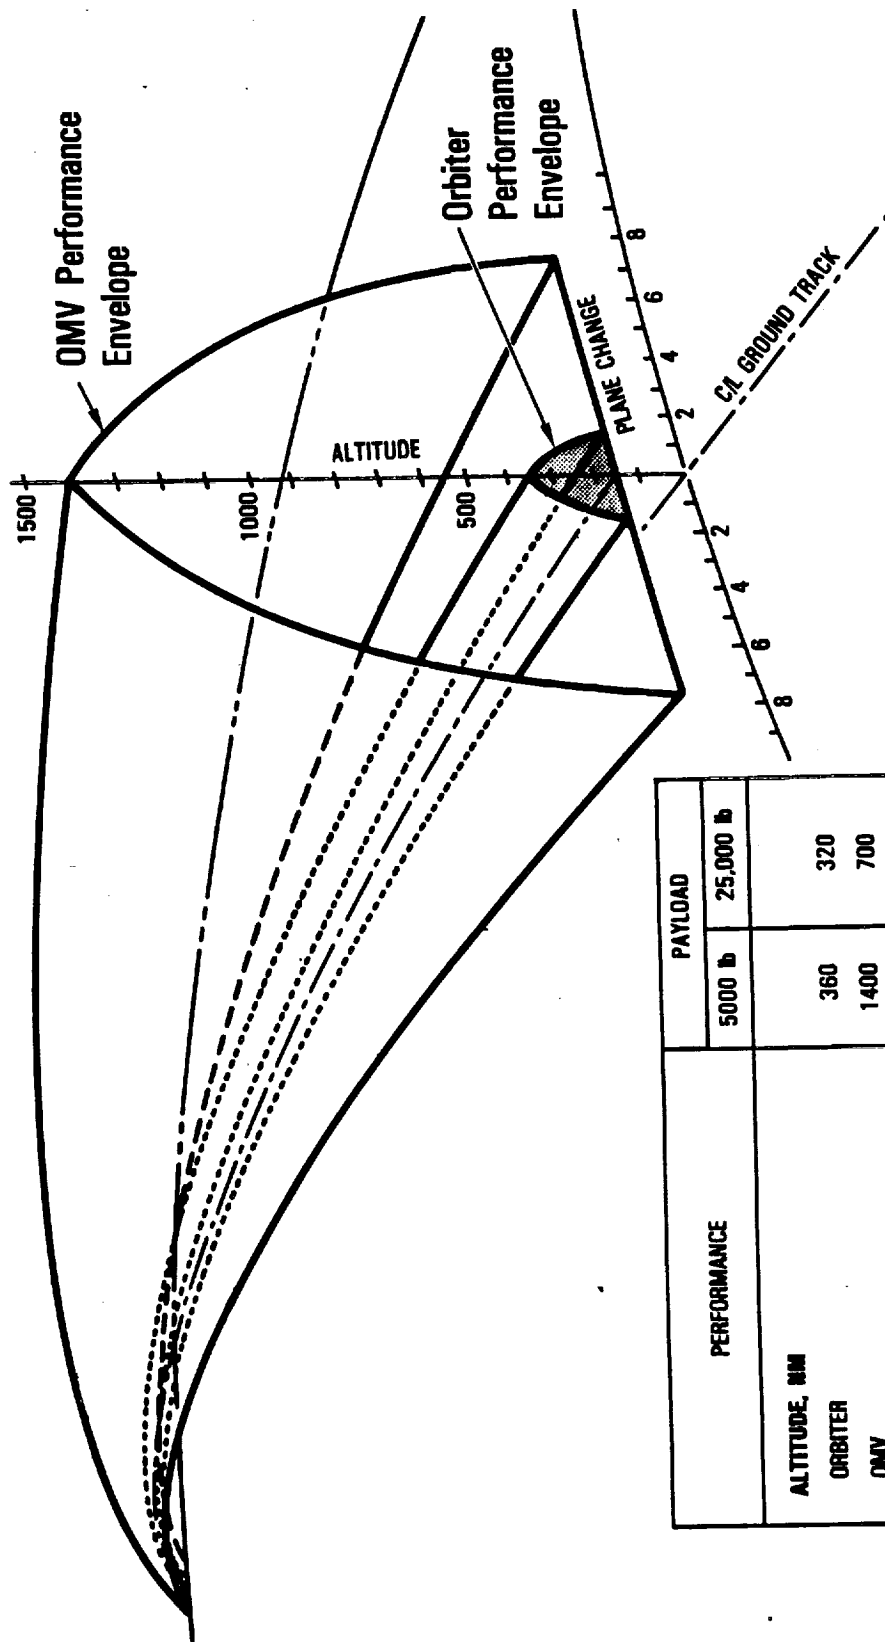 OMV Performance
Envelope
Orbiter
Performance
Envelope
1500
1000
500
ALTITUDE
PLANE CHANGE
8
6
4
2
2
4
6
8
C/L GROUND TRACK
PERFORMANCE
PAYLOAD
5000 lb 25,000 lb
ALTITUDE, NM
ORBITER 360 320
OMV 1400 700